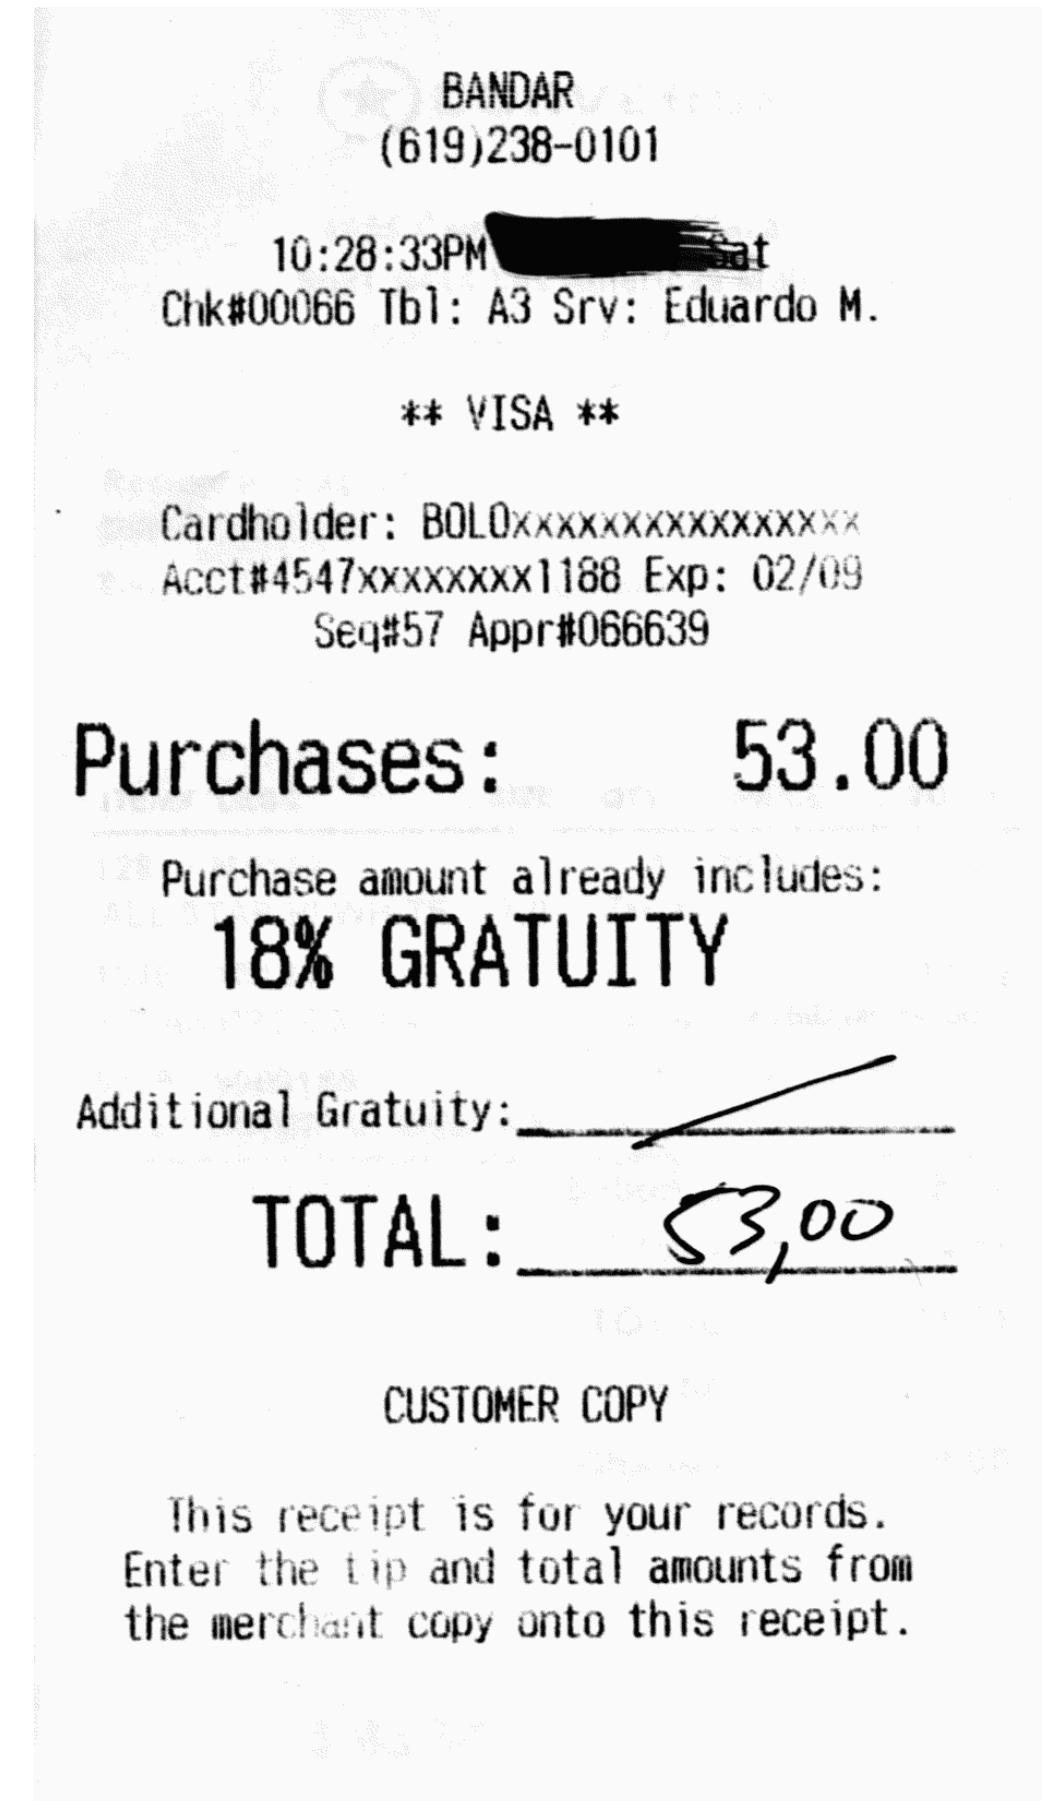 BANDAR
(619)238-0101
10:28:33PM Sat
Chk#00066 Tbl: A3 Srv: Eduardo M.
** VISA **
Cardholder: BOLOxxxxxxxxxxxxxxxx
Acct#4547xxxxxxxx1188 Exp: 02/09
Seq#57 Appr#066639
Purchases: 53.00
Purchase amount already includes:
18% GRATUITY
Additional Gratuity:
TOTAL: 53,00
CUSTOMER COPY
This receipt is for your records.
Enter the tip and total amounts from
the merchant copy onto this receipt.